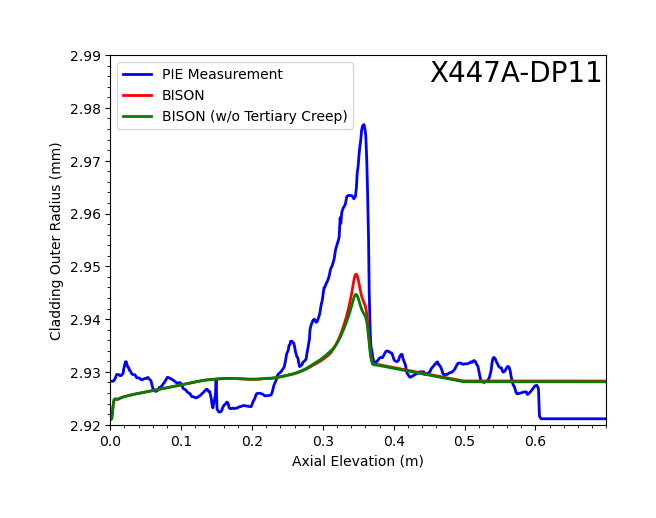 X447A-DP11
PIE Measurement
BISON
BISON (w/o Tertiary Creep)
Cladding Outer Radius (mm)
2.99
2.98
2.97
2.96
2.95
2.94
2.93
2.92
0.0 0.1 0.2 0.3 0.4 0.5 0.6
Axial Elevation (m)